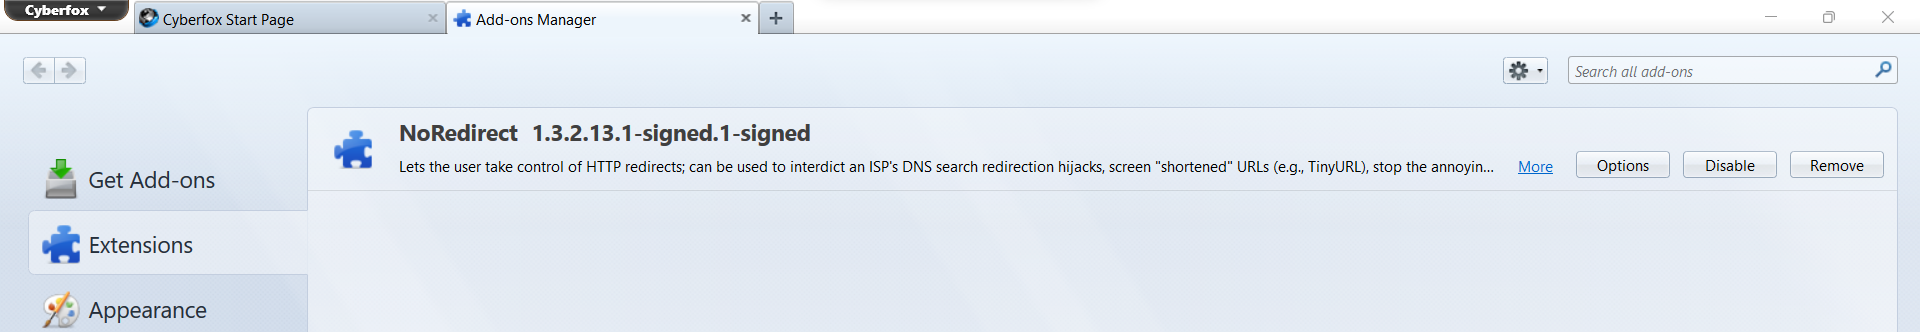 Cyberfox
Cyberfox Start Page
Add-ons Manager
Search all add-ons
NoRedirect 1.3.2.13.1-signed.1-signed
Lets the user take control of HTTP redirects; can be used to interdict an ISP's DNS search redirection hijacks, screen "shortened" URLs (e.g., TinyURL), stop the annoyin... More Options Disable Remove
Get Add-ons
Extensions
Appearance